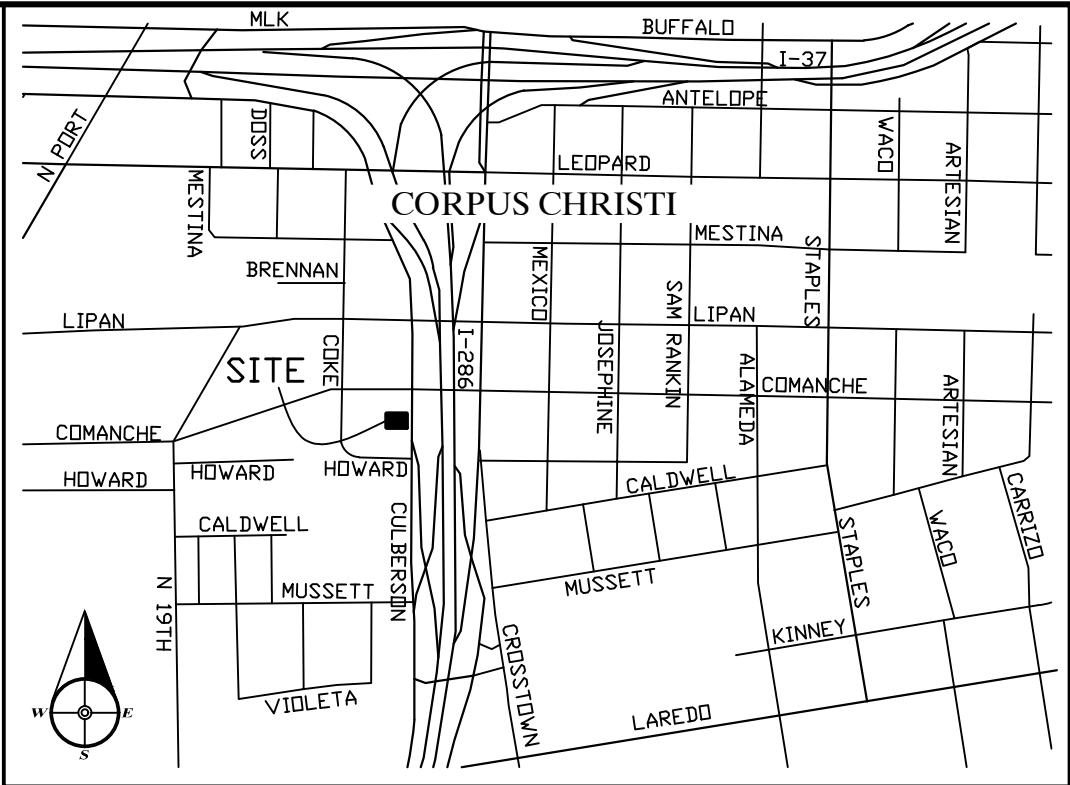 MLK
BUFFALO
I-37
ANTELOPE
N PORT
DOSS
WACO
ARTESIAN
LEOPARD
MESTINA
CORPUS CHRISTI
MESTINA
BRENNAN
MEXICO
STAPLES
SAM RANKIN
LIPAN
LIPAN
COKE
I-286
JOSEPHINE
ALAMEDA
SITE
COMANCHE
ARTESIAN
COMANCHE
HOWARD
HOWARD
HOWARD
CALDWELL
CARRIZO
CULBERSON
CALDWELL
STAPLES
WACO
MUSSETT
MUSSETT
N 19TH
CROSSTOWN
KINNEY
VIOLETA
LAREDO
W
E
S